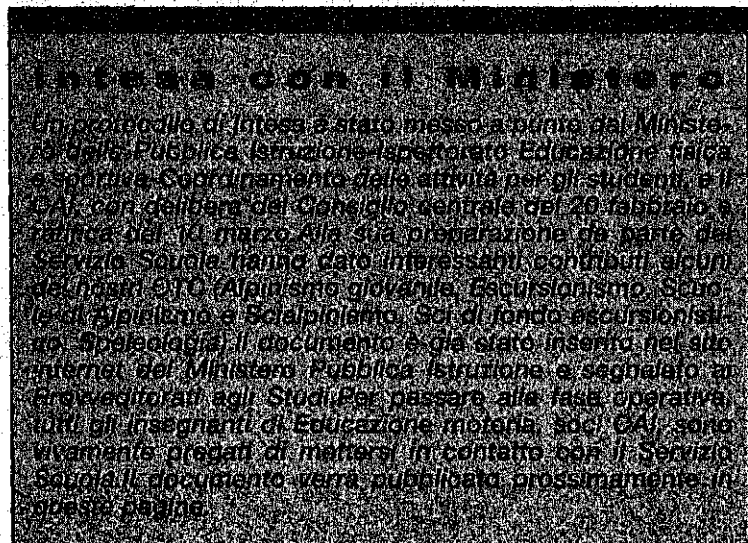 Intesa con il Ministero
Un protocollo di intesa è stato messo a punto dal Ministe-
ro della Pubblica Istruzione-Ispettorato Educazione fisica
e sportiva-Coordinamento delle attività per gli studenti, e il
CAI, con delibera del Consiglio centrale del 20 febbraio e
ratifica del 10 marzo. Alla sua preparazione da parte del
Servizio Scuola hanno dato interessanti contributi alcuni
dei nostri OTC (Alpinismo giovanile, Escursionismo, Scuo-
le di Alpinismo e Scialpinismo, Sci di fondo escursionisti-
co, Speleologia). Il documento è già stato inserito nel sito
internet del Ministero Pubblica Istruzione e segnalato ai
Provveditorati agli Studi. Per passare alla fase operativa,
tutti gli insegnanti di Educazione motoria, soci CAI, sono
vivamente pregati di mettersi in contatto con il Servizio
Scuola. Il documento verrà pubblicato prossimamente in
queste pagine.